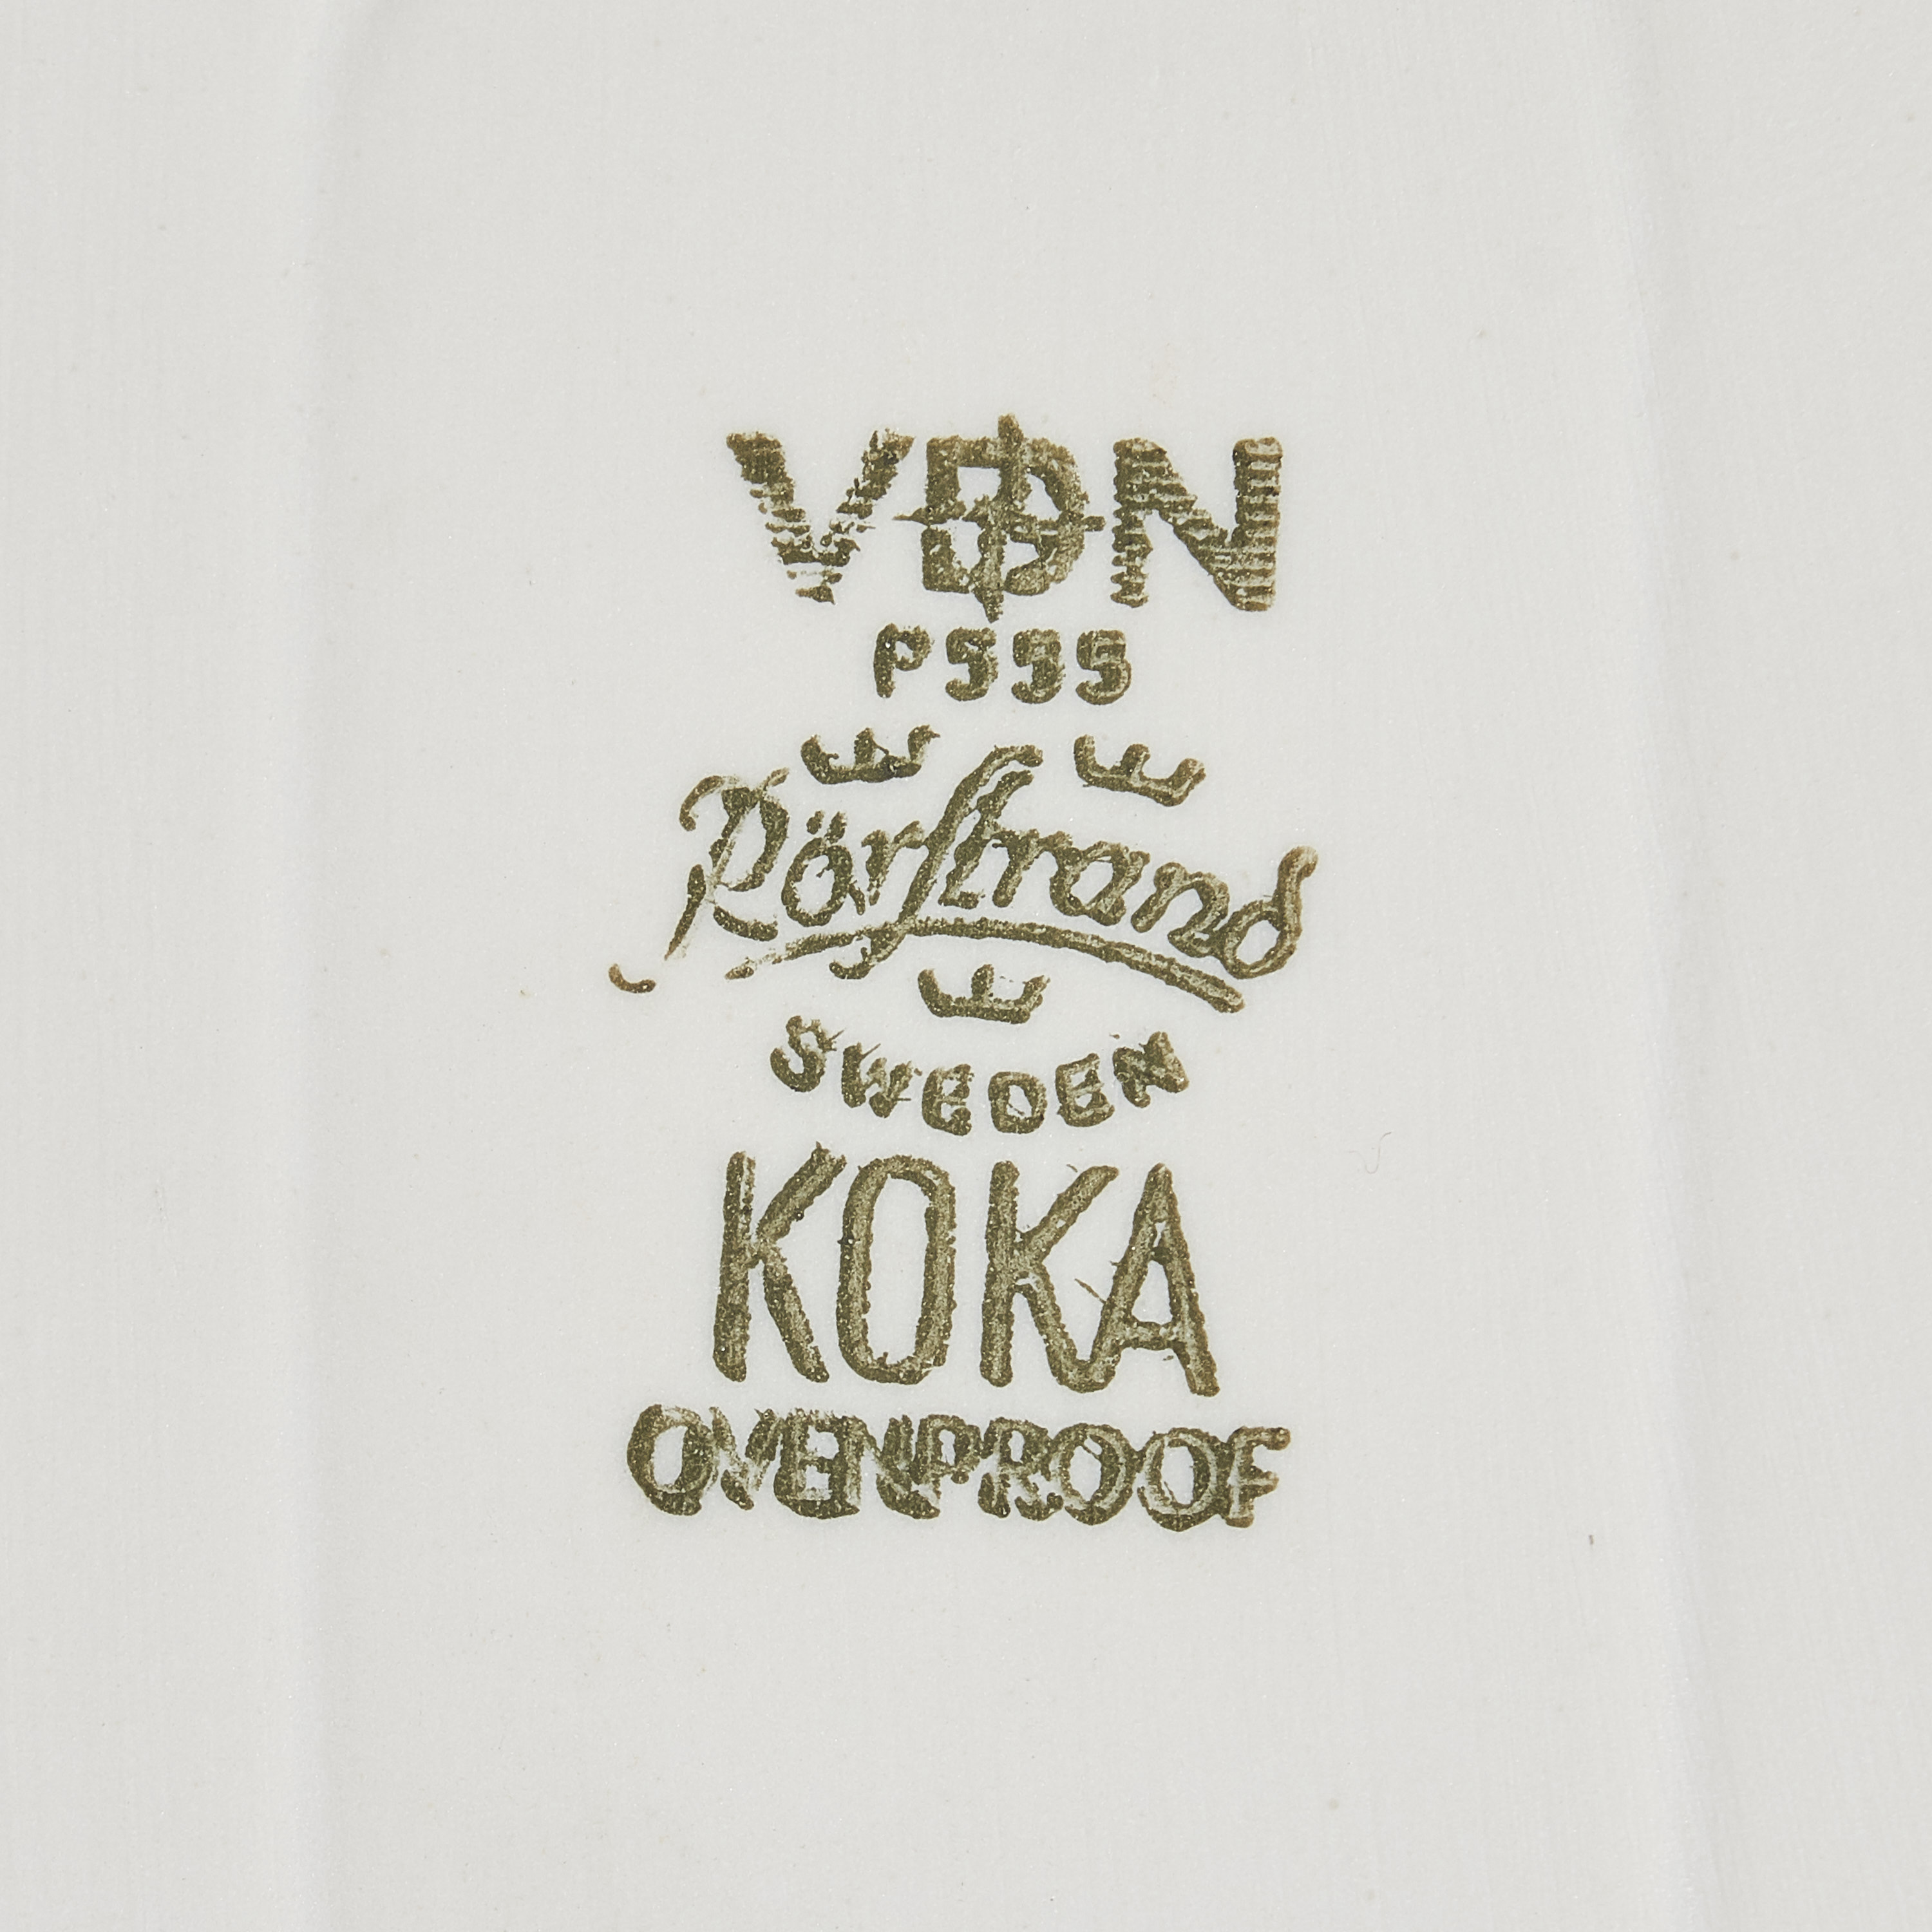 VDN
P535
Rörstrand
SWEDEN
KOKA
OVENPROOF